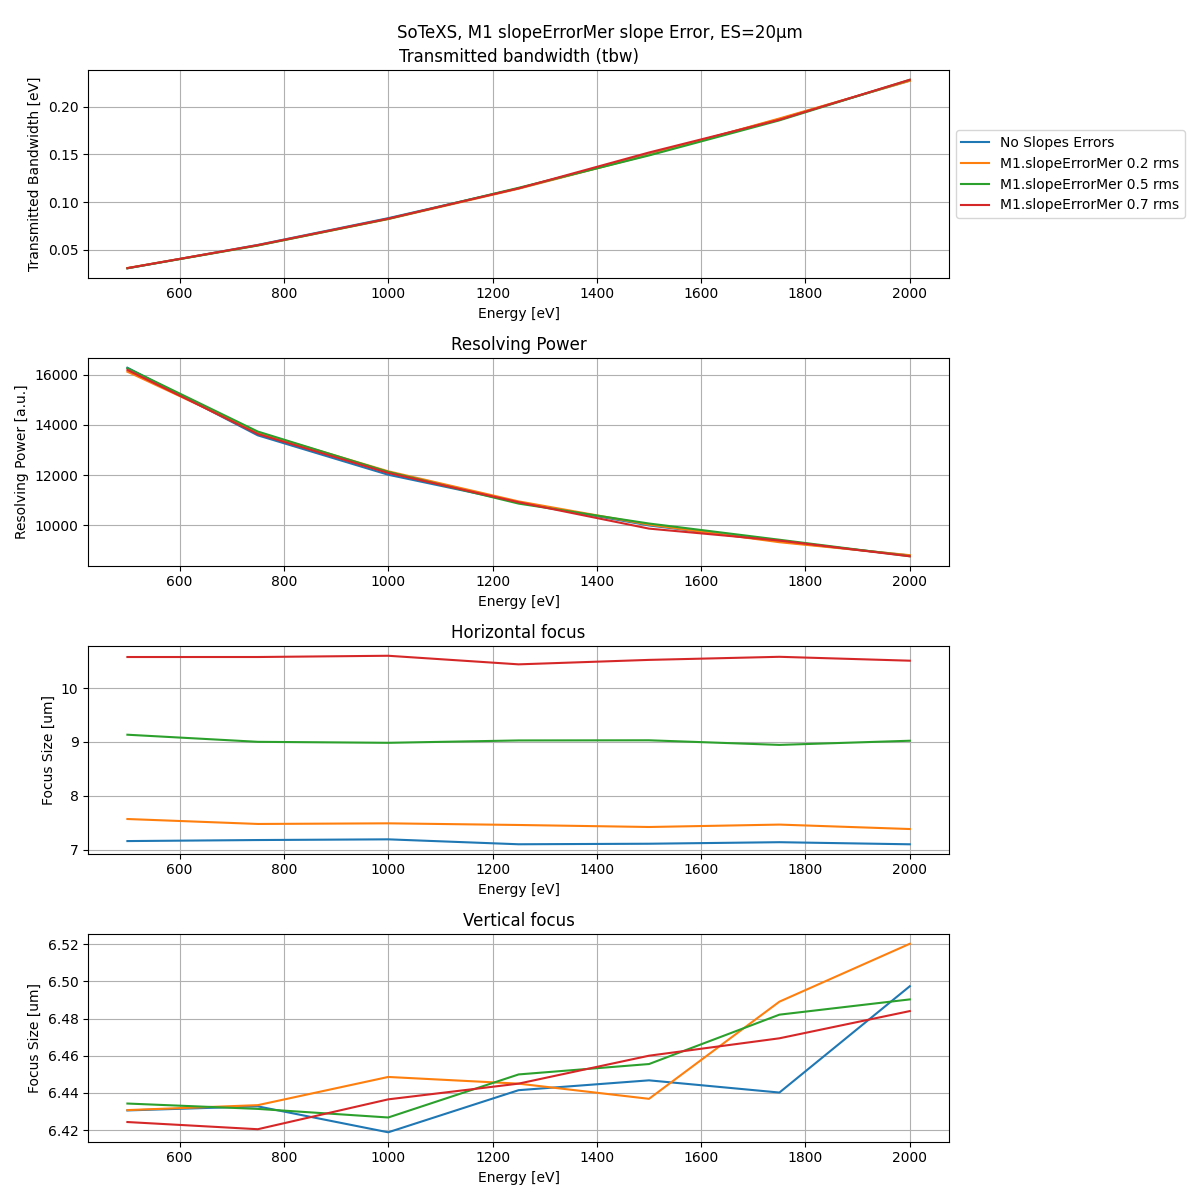 SoTeXS, M1 slopeErrorMer slope Error, ES=20μm
Transmitted bandwidth (tbw)
Transmitted Bandwidth [eV]
0.20
0.15
0.10
0.05
600 800 1000 1200 1400 1600 1800 2000
Energy [eV]
No Slopes Errors
M1.slopeErrorMer 0.2 rms
M1.slopeErrorMer 0.5 rms
M1.slopeErrorMer 0.7 rms
Resolving Power
Resolving Power [a.u.]
16000
14000
12000
10000
600 800 1000 1200 1400 1600 1800 2000
Energy [eV]
Horizontal focus
Focus Size [um]
10
9
8
7
600 800 1000 1200 1400 1600 1800 2000
Energy [eV]
Vertical focus
Focus Size [um]
6.52
6.50
6.48
6.46
6.44
6.42
600 800 1000 1200 1400 1600 1800 2000
Energy [eV]